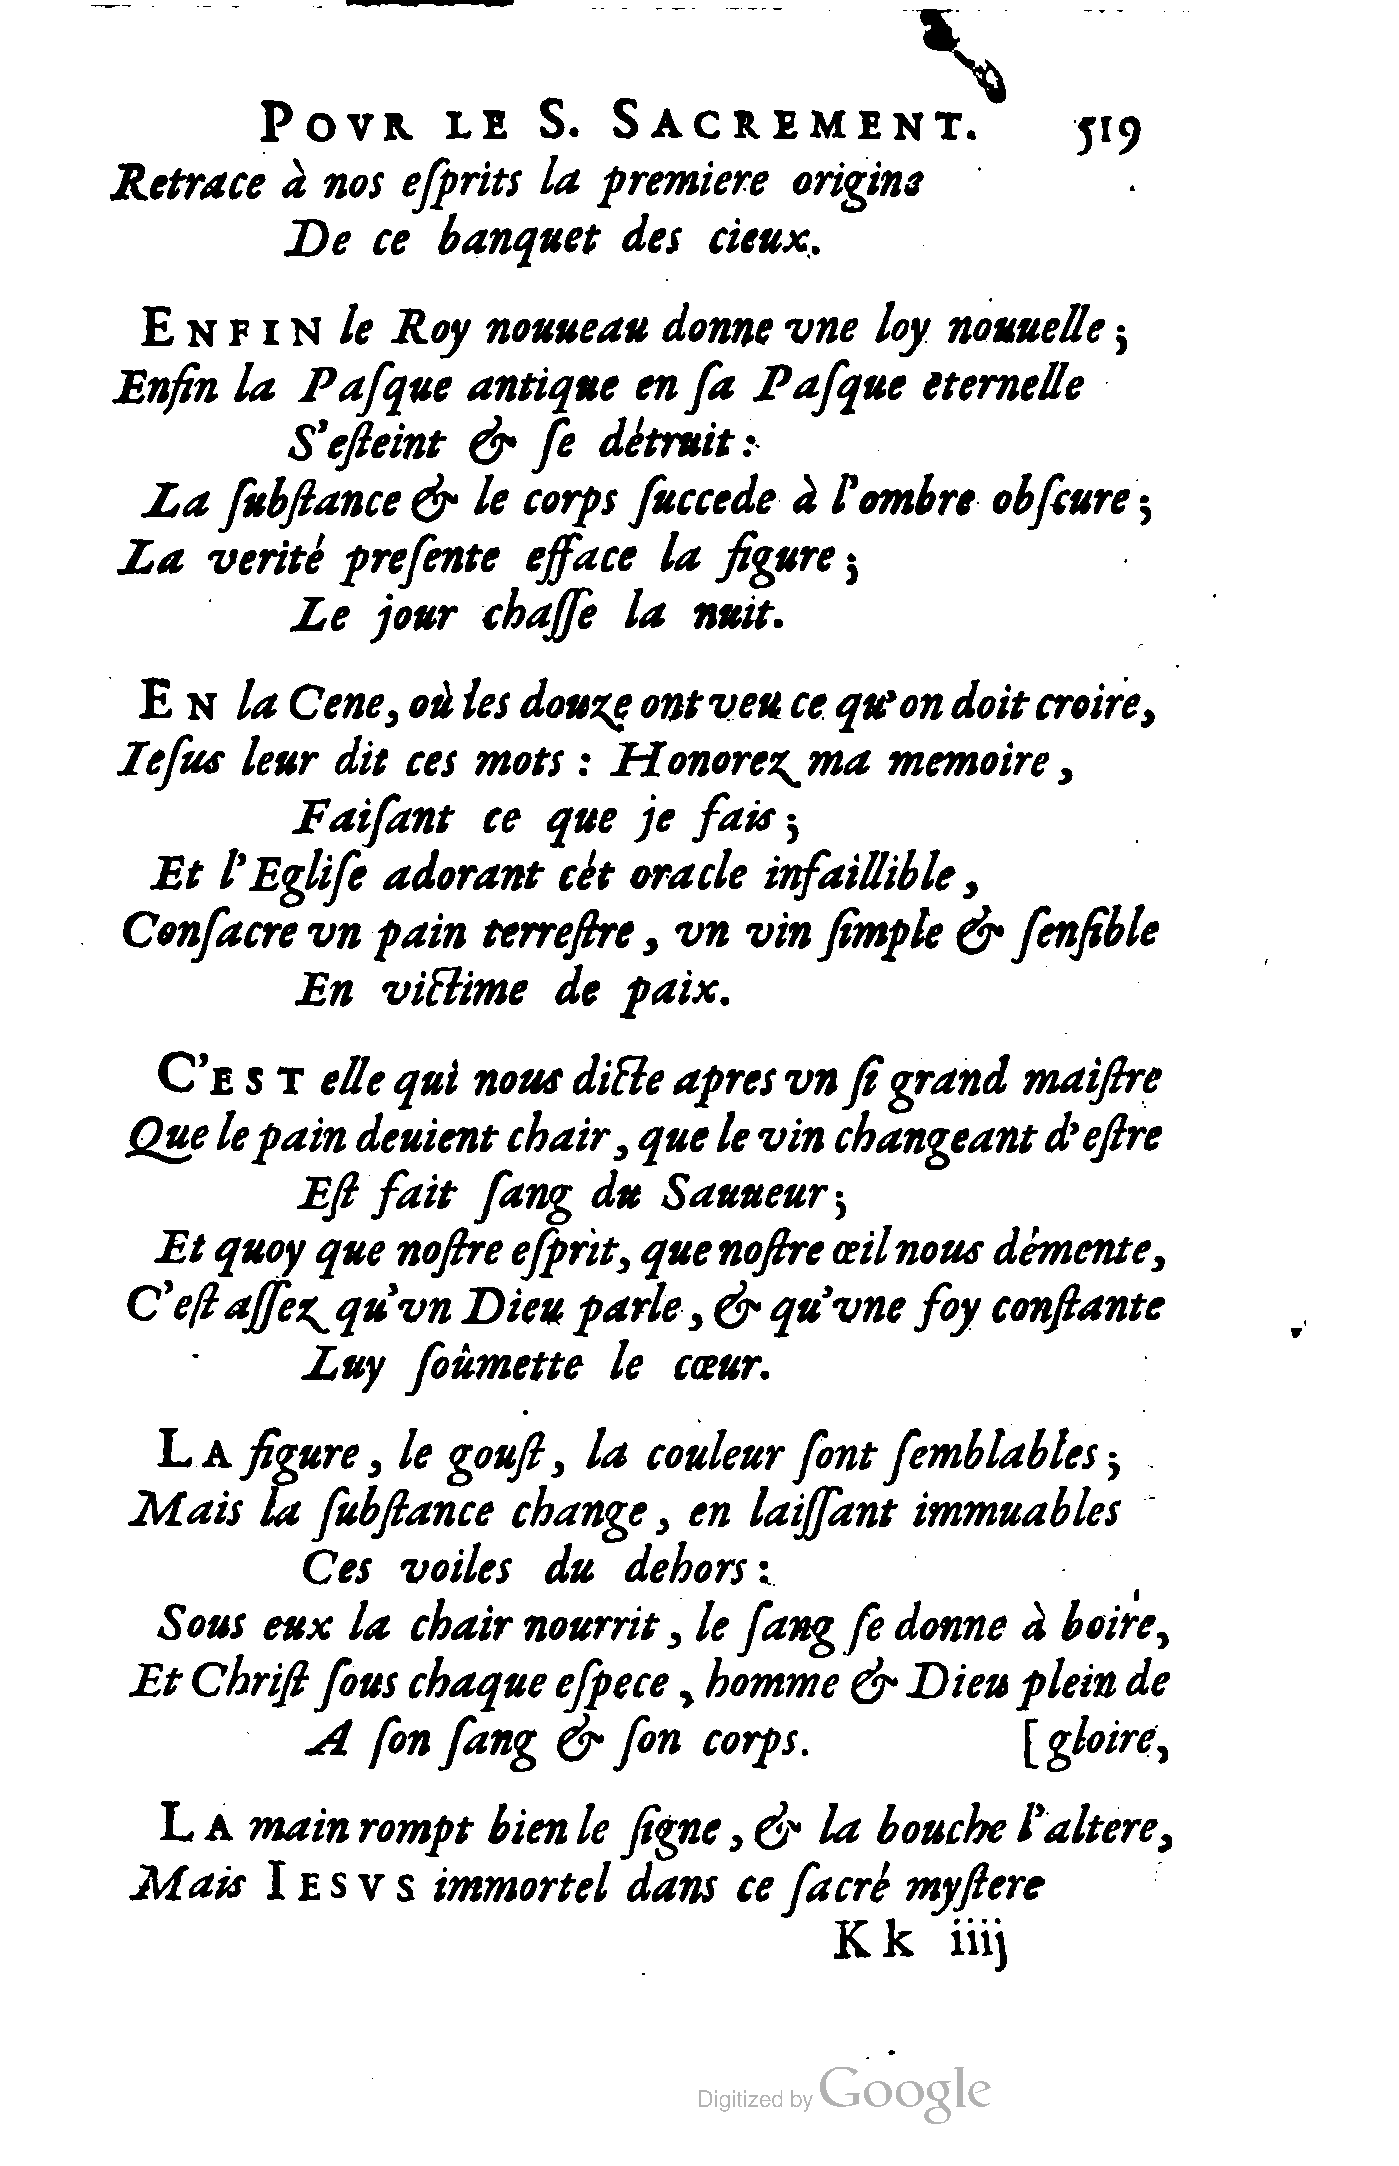 POVR LE S. SACREMENT. 519
Retrace à nos eſprits la premiere origine
De ce banquet des cieux.
ENFIN le Roy nouueau donne vne loy nouuelle ;
Enfin la Paſque antique en ſa Paſque eternelle
S'eſteint & ſe détruit :
La ſubſtance & le corps ſuccede à l'ombre obſcure ;
La verité preſente efface la figure ;
Le jour chaſſe la nuit.
EN la Cene, où les douze ont veu ce qu'on doit croire,
Ieſus leur dit ces mots : Honorez ma memoire ,
Faiſant ce que je fais ;
Et l'Egliſe adorant cét oracle infaillible ,
Conſacre vn pain terreſtre , vn vin ſimple & ſenſible
En victime de paix.
C'EST elle qui nous dicte apres vn ſi grand maiſtre
Que le pain deuient chair , que le vin changeant d'eſtre
Eſt fait ſang du Sauueur ;
Et quoy que noſtre eſprit, que noſtre œil nous démente,
C'eſt aſſez qu'vn Dieu parle , & qu'vne foy conſtante
Luy ſoûmette le cœur.
LA figure , le gouſt , la couleur ſont ſemblables ;
Mais la ſubſtance change , en laiſſant immuables
Ces voiles du dehors :
Sous eux la chair nourrit , le ſang ſe donne à boire,
Et Chriſt ſous chaque eſpece , homme & Dieu plein de
A ſon ſang & ſon corps. [gloire,
LA main rompt bien le ſigne , & la bouche l'altere,
Mais IESVS immortel dans ce ſacré myſtere
Kk iiij
Digitized by Google